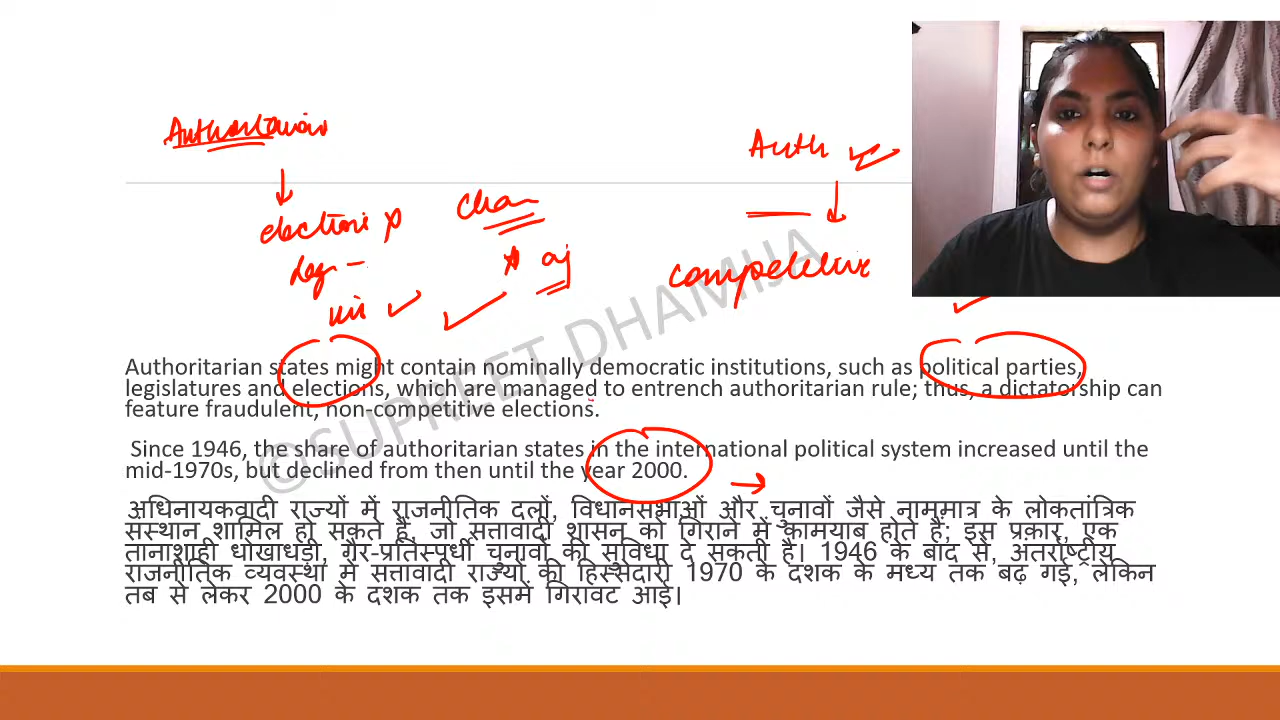 Authoritarian
Auth
elections
competitive
©SUPREET DHAMIJA
Authoritarian states might contain nominally democratic institutions, such as political parties,
legislatures and elections, which are managed to entrench authoritarian rule; thus, a dictatorship can
feature fraudulent, non-competitive elections.
Since 1946, the share of authoritarian states in the international political system increased until the
mid-1970s, but declined from then until the year 2000.
अधिनायकवादी राज्यों में राजनीतिक दलों, विधानसभाओं और चुनावों जैसे नाममात्र के लोकतांत्रिक
संस्थान शामिल हो सकते हैं, जो सत्तावादी शासन को गिराने में कामयाब होते हैं; इस प्रकार, एक
तानाशाही धोखाधड़ी, गैर-प्रतिस्पर्धी चुनावों की सुविधा दे सकती है। 1946 के बाद से, अंतर्राष्ट्रीय
राजनीतिक व्यवस्था में सत्तावादी राज्यों की हिस्सेदारी 1970 के दशक के मध्य तक बढ़ गई, लेकिन
तब से लेकर 2000 के दशक तक इसमें गिरावट आई।